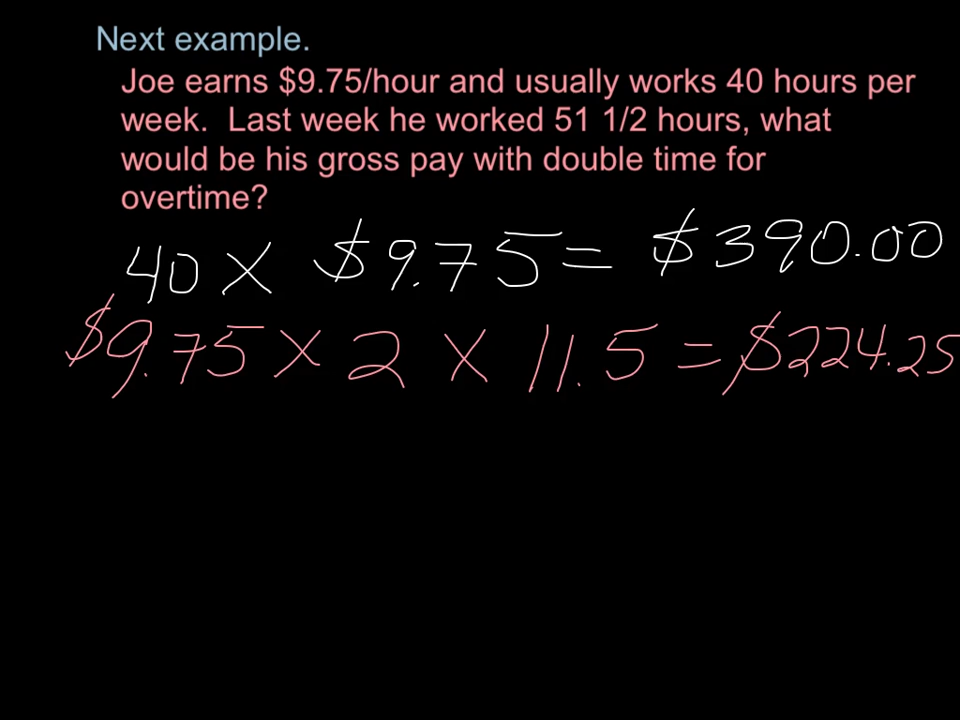 Next example.
Joe earns $9.75/hour and usually works 40 hours per
week.  Last week he worked 51 1/2 hours, what
would be his gross pay with double time for
overtime?
40 x $9.75 = $390.00
$9.75 x 2 x 11.5 = $224.25